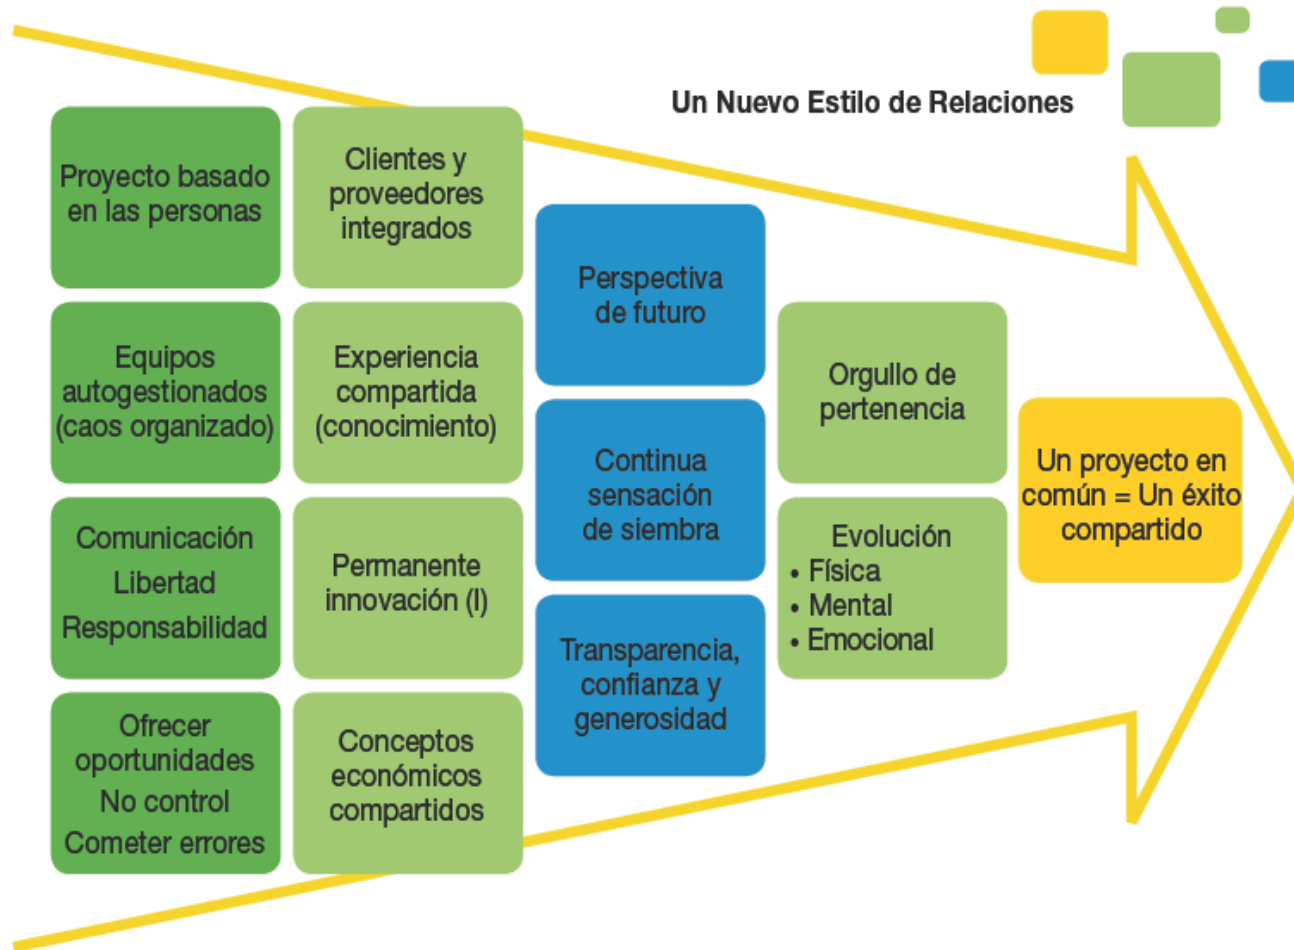 Un Nuevo Estilo de Relaciones
Proyecto basado
en las personas
Equipos
autogestionados
(caos organizado)
Comunicación
Libertad
Responsabilidad
Ofrecer
oportunidades
No control
Cometer errores
Clientes y
proveedores
integrados
Experiencia
compartida
(conocimiento)
Permanente
innovación (I)
Conceptos
económicos
compartidos
Perspectiva
de futuro
Continua
sensación
de siembra
Transparencia,
confianza y
generosidad
Orgullo de
pertenencia
Evolución
• Física
• Mental
• Emocional
Un proyecto en
común = Un éxito
compartido